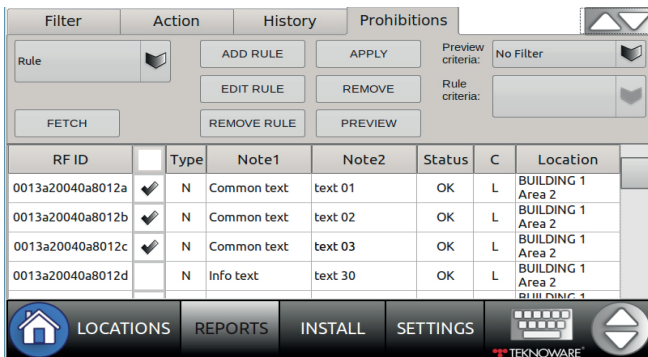 Filter Action History Prohibitions
Rule ADD RULE APPLY Preview criteria: No Filter
EDIT RULE REMOVE Rule criteria:
FETCH REMOVE RULE PREVIEW
RF ID Type Note1 Note2 Status C Location
0013a20040a8012a N Common text text 01 OK L BUILDING 1 Area 2
0013a20040a8012b N Common text text 02 OK L BUILDING 1 Area 2
0013a20040a8012c N Common text text 03 OK L BUILDING 1 Area 2
0013a20040a8012d N Info text text 30 OK L BUILDING 1 Area 2
BUILDING 1
LOCATIONS REPORTS INSTALL SETTINGS
TEKNOWARE